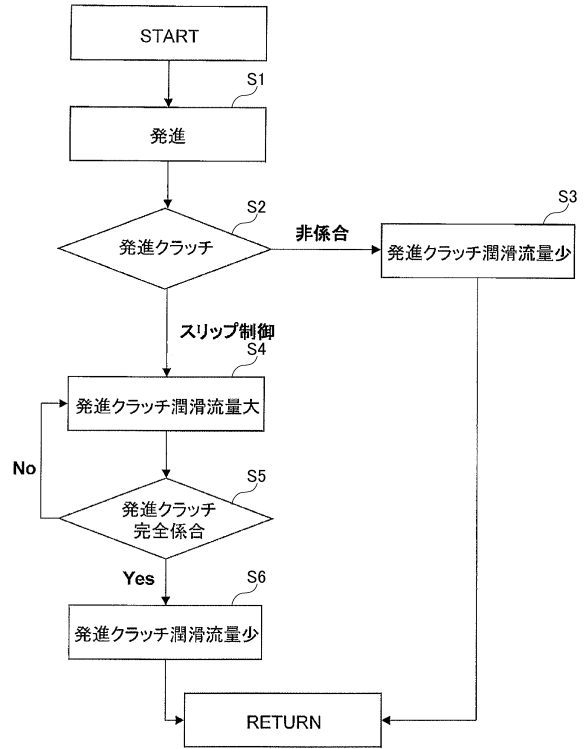 START
S1
発進
S2
発進クラッチ
非係合
S3
発進クラッチ潤滑流量少
スリップ制御
S4
発進クラッチ潤滑流量大
No
S5
発進クラッチ
完全係合
Yes
S6
発進クラッチ潤滑流量少
RETURN